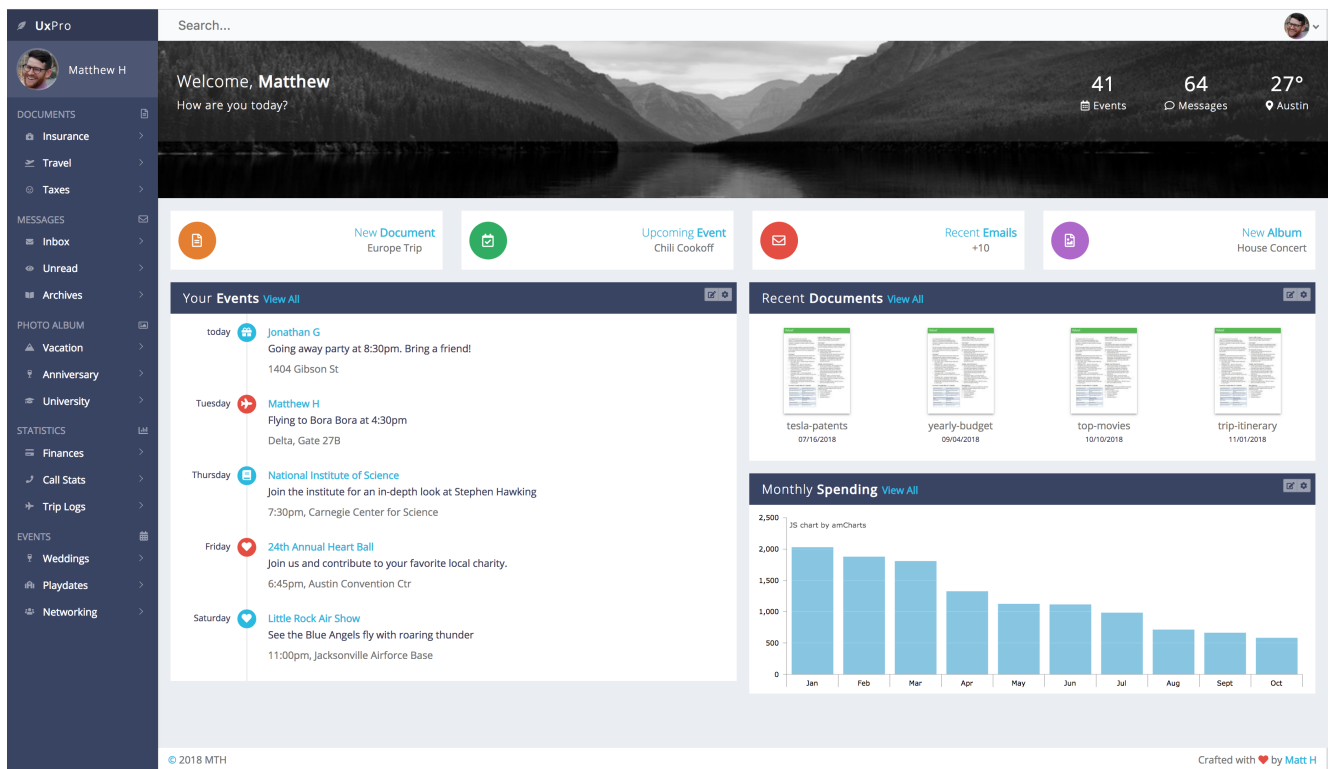 UxPro
Search...
Matthew H
DOCUMENTS
Insurance
Travel
Taxes
MESSAGES
Inbox
Unread
Archives
PHOTO ALBUM
Vacation
Anniversary
University
STATISTICS
Finances
Call Stats
Trip Logs
EVENTS
Weddings
Playdates
Networking
Welcome, Matthew
How are you today?
41
Events
64
Messages
27°
Austin
New Document
Europe Trip
Upcoming Event
Chili Cookoff
Recent Emails
+10
New Album
House Concert
Your Events View All
today
Jonathan G
Going away party at 8:30pm. Bring a friend!
1404 Gibson St
Tuesday
Matthew H
Flying to Bora Bora at 4:30pm
Delta, Gate 27B
Thursday
National Institute of Science
Join the institute for an in-depth look at Stephen Hawking
7:30pm, Carnegie Center for Science
Friday
24th Annual Heart Ball
Join us and contribute to your favorite local charity.
6:45pm, Austin Convention Ctr
Saturday
Little Rock Air Show
See the Blue Angels fly with roaring thunder
11:00pm, Jacksonville Airforce Base
Recent Documents View All
tesla-patents
07/16/2018
yearly-budget
09/04/2018
top-movies
10/10/2018
trip-itinerary
11/01/2018
Monthly Spending View All
JS chart by amCharts
2,500
2,000
1,500
1,000
500
0
Jan Feb Mar Apr May Jun Jul Aug Sept Oct
© 2018 MTH
Crafted with ❤ by Matt H